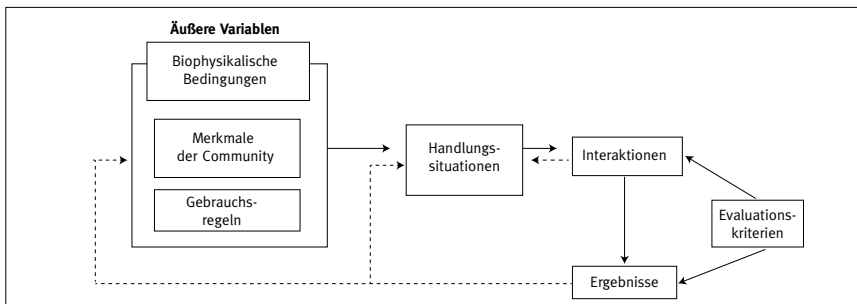 Äußere Variablen
Biophysikalische
Bedingungen
Merkmale
der Community
Gebrauchs-
regeln
Handlungs-
situationen
Interaktionen
Evaluations-
kriterien
Ergebnisse